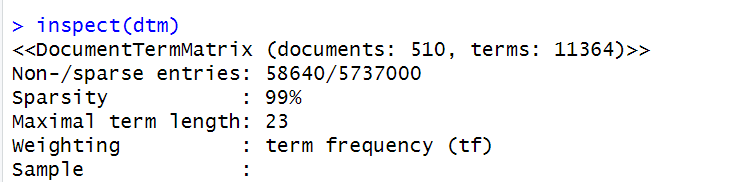 > inspect(dtm)
<<DocumentTermMatrix (documents: 510, terms: 11364)>>
Non-/sparse entries: 58640/5737000
Sparsity           : 99%
Maximal term length: 23
Weighting          : term frequency (tf)
Sample             :